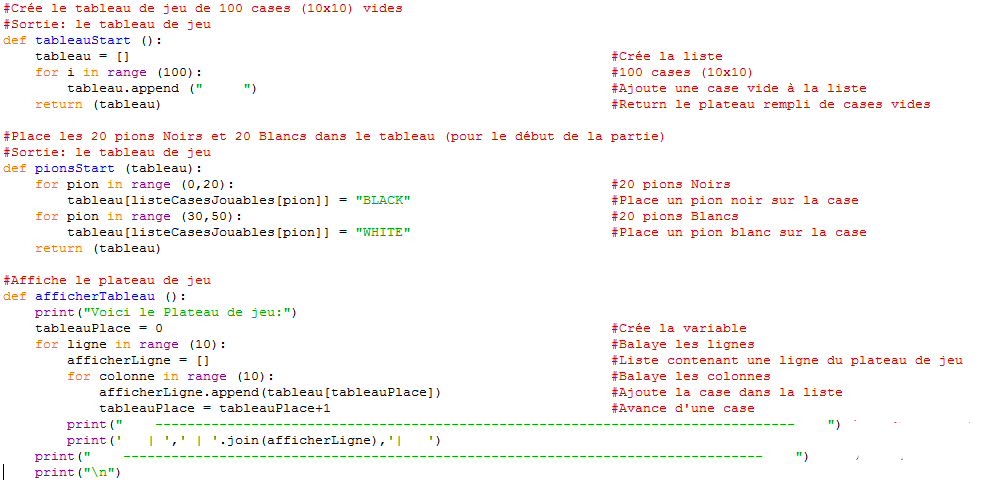 #Crée le tableau de jeu de 100 cases (10x10) vides
#Sortie: le tableau de jeu
def tableauStart ():
    tableau = []                                                            #Crée la liste
    for i in range (100):                                                   #100 cases (10x10)
        tableau.append ("     ")                                            #Ajoute une case vide à la liste
    return (tableau)                                                        #Return le plateau rempli de cases vides

#Place les 20 pions Noirs et 20 Blancs dans le tableau (pour le début de la partie)
#Sortie: le tableau de jeu
def pionsStart (tableau):
    for pion in range (0,20):                                               #20 pions Noirs
        tableau[listeCasesJouables[pion]] = "BLACK"                         #Place un pion noir sur la case
    for pion in range (30,50):                                              #20 pions Blancs
        tableau[listeCasesJouables[pion]] = "WHITE"                         #Place un pion blanc sur la case
    return (tableau)

#Affiche le plateau de jeu
def afficherTableau ():
    print("Voici le Plateau de jeu:")
    tableauPlace = 0                                                        #Crée la variable
    for ligne in range (10):                                                #Balaye les lignes
        afficherLigne = []                                                  #Liste contenant une ligne du plateau de jeu
        for colonne in range (10):                                          #Balaye les colonnes
            afficherLigne.append(tableau[tableauPlace])                     #Ajoute la case dans la liste
            tableauPlace = tableauPlace+1                                   #Avance d'une case
        print("    --------------------------------------------------------------------------------    ")
        print('   | ',' | '.join(afficherLigne),'|   ')
    print("    --------------------------------------------------------------------------------    ")
    print("\n")